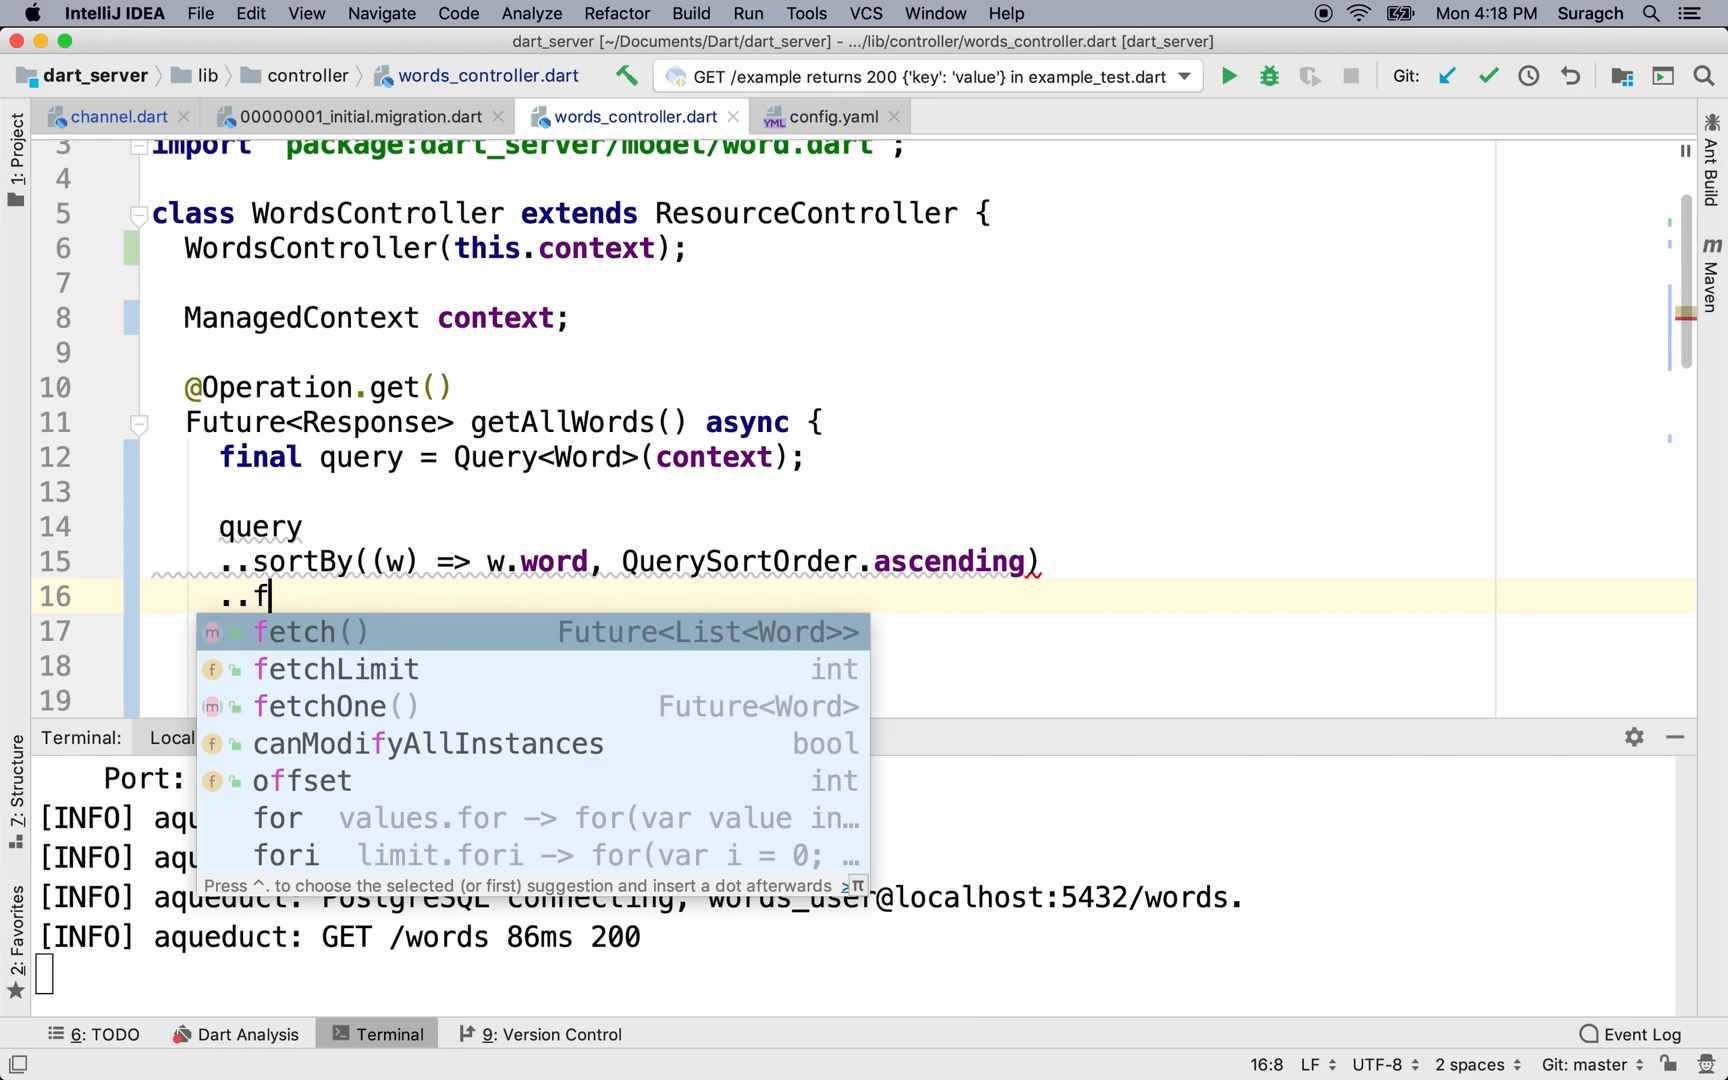 IntelliJ IDEA File Edit View Navigate Code Analyze Refactor Build Run Tools VCS Window Help Mon 4:18 PM Suragch
dart_server [~/Documents/Dart/dart_server] - .../lib/controller/words_controller.dart [dart_server]
dart_server lib controller words_controller.dart GET /example returns 200 {'key': 'value'} in example_test.dart Git:
channel.dart 00000001_initial.migration.dart words_controller.dart YML config.yaml
1: Project
Ant Build
m Maven
3 import 'package:dart_server/model/word.dart';
4
5 class WordsController extends ResourceController {
6 WordsController(this.context);
7
8 ManagedContext context;
9
10 @Operation.get()
11 Future<Response> getAllWords() async {
12 final query = Query<Word>(context);
13
14 query
15 ..sortBy((w) => w.word, QuerySortOrder.ascending)
16 ..f
17
18
19
m fetch() Future<List<Word>>
f fetchLimit int
m fetchOne() Future<Word>
f canModifyAllInstances bool
f offset int
for values.for -> for(var value in...
fori limit.fori -> for(var i = 0; ...
Press ^. to choose the selected (or first) suggestion and insert a dot afterwards >> π
7: Structure
2: Favorites
Terminal: Local
Port:
[INFO] aqu
[INFO] aqu
[INFO] aqueduct: PostgreSQL connecting, words_user@localhost:5432/words.
[INFO] aqueduct: GET /words 86ms 200
6: TODO Dart Analysis Terminal 9: Version Control Event Log
16:8 LF UTF-8 2 spaces Git: master